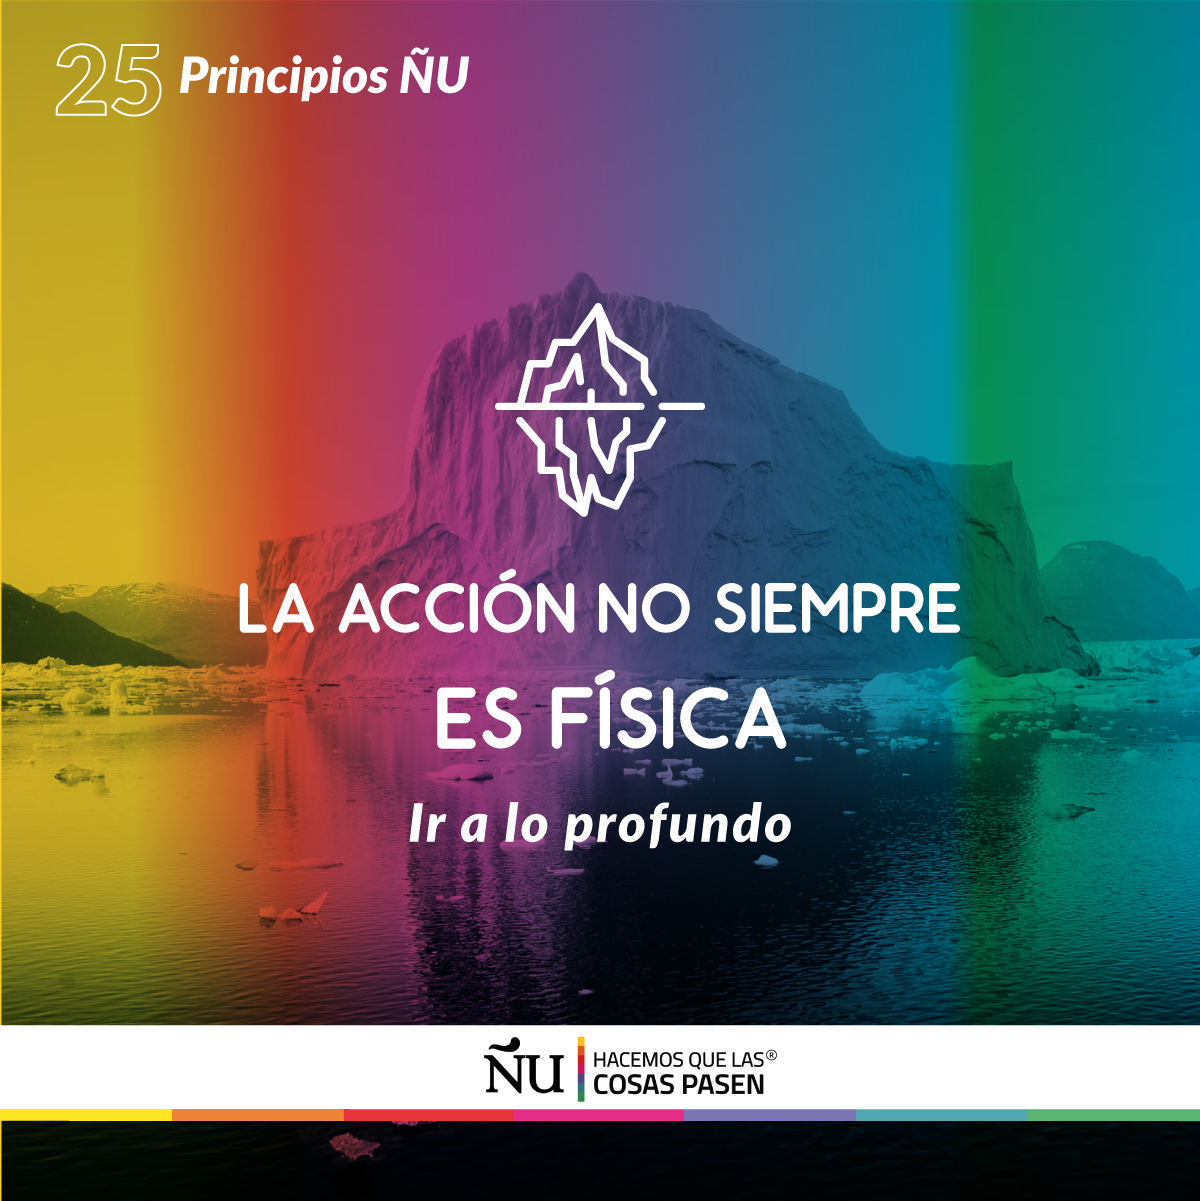 25 Principios ÑU
LA ACCIÓN NO SIEMPRE
ES FÍSICA
Ir a lo profundo
ÑU
HACEMOS QUE LAS®
COSAS PASEN